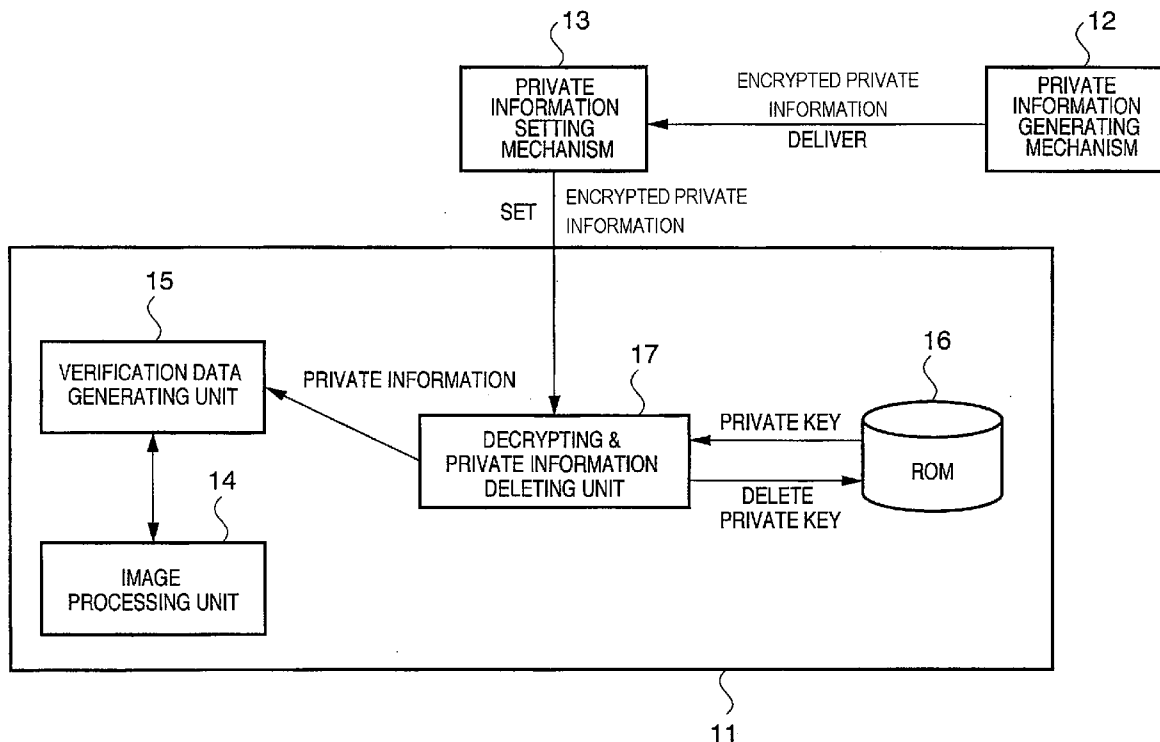 13
12
PRIVATE
INFORMATION
SETTING
MECHANISM
ENCRYPTED PRIVATE
INFORMATION
DELIVER
PRIVATE
INFORMATION
GENERATING
MECHANISM
SET
ENCRYPTED PRIVATE
INFORMATION
15
VERIFICATION DATA
GENERATING UNIT
PRIVATE INFORMATION
17
DECRYPTING &
PRIVATE INFORMATION
DELETING UNIT
PRIVATE KEY
DELETE
PRIVATE KEY
16
ROM
14
IMAGE
PROCESSING UNIT
11